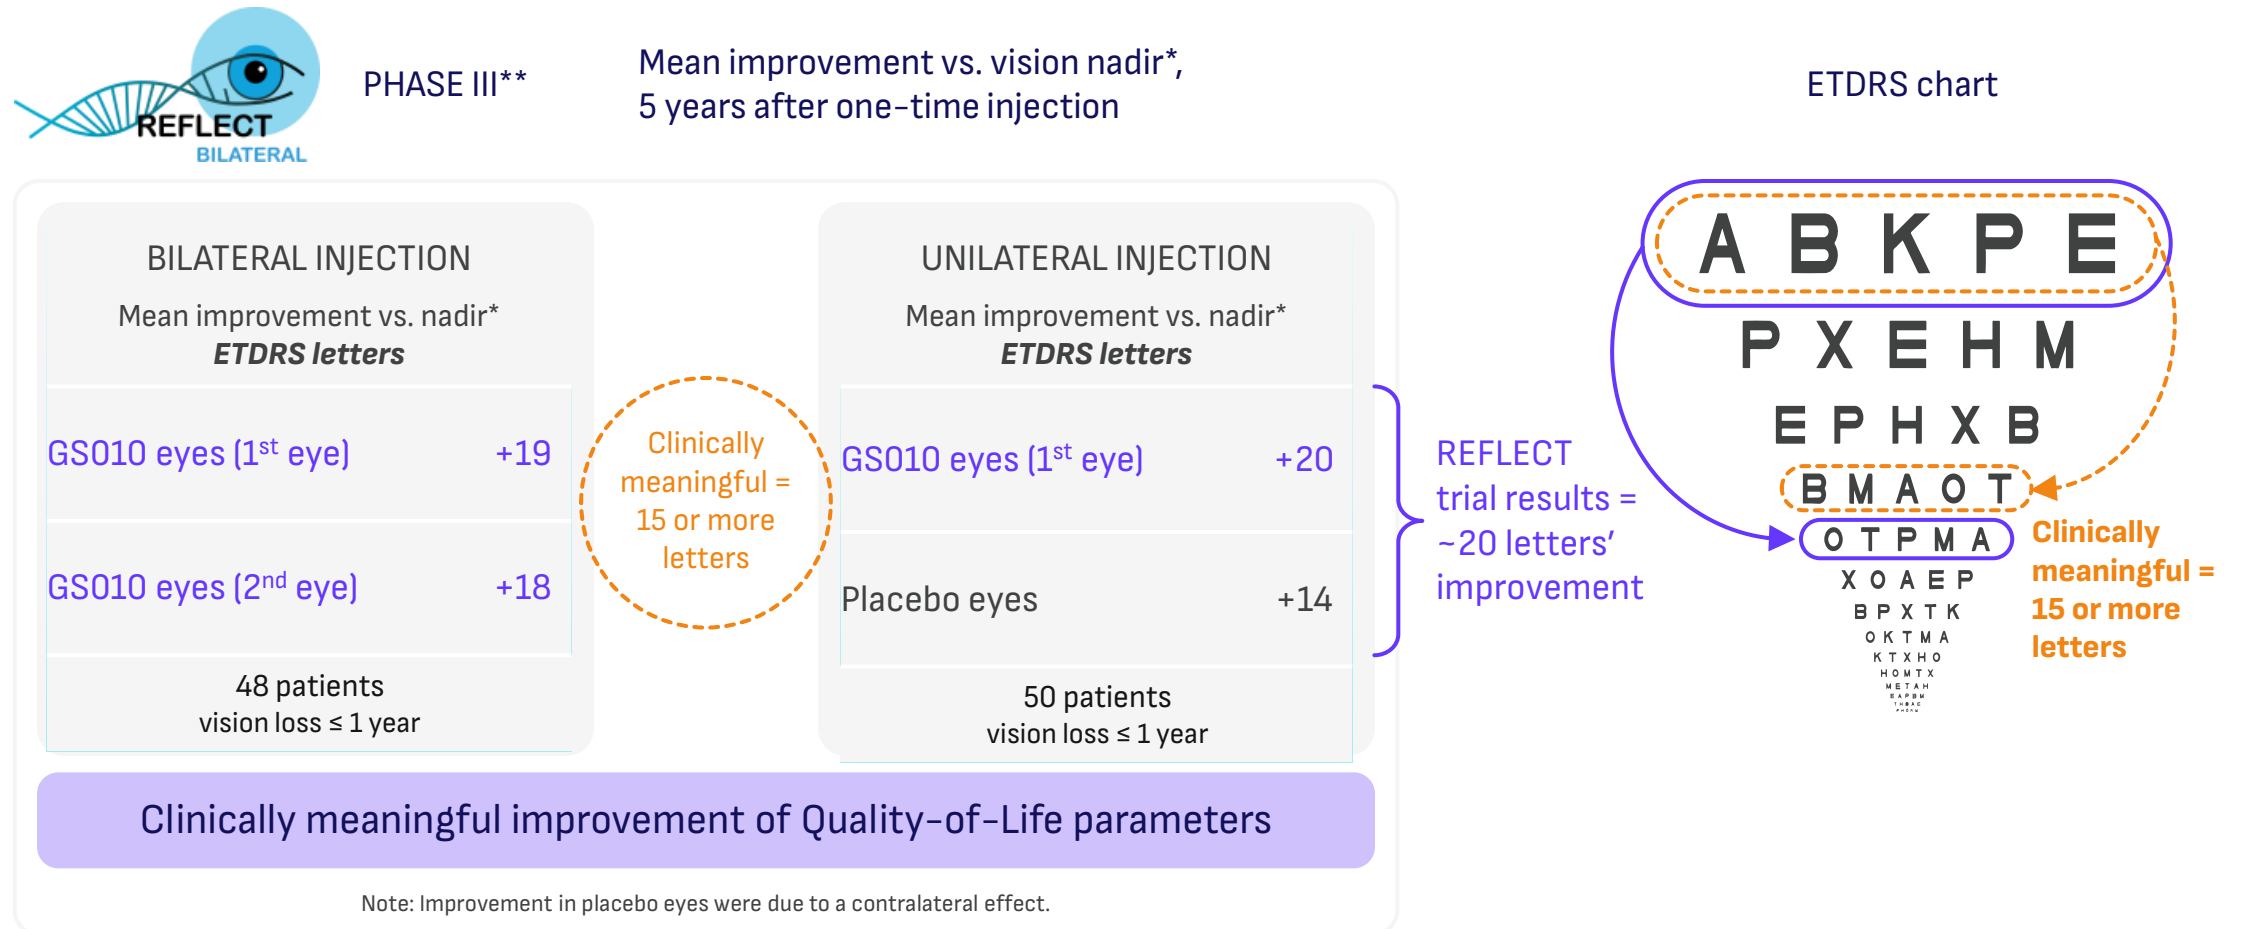 REFLECT
BILATERAL
PHASE III**
Mean improvement vs. vision nadir*,
5 years after one-time injection
ETDRS chart
BILATERAL INJECTION
Mean improvement vs. nadir*
ETDRS letters
GS010 eyes (1st eye) +19
GS010 eyes (2nd eye) +18
48 patients
vision loss ≤ 1 year
Clinically
meaningful =
15 or more
letters
UNILATERAL INJECTION
Mean improvement vs. nadir*
ETDRS letters
GS010 eyes (1st eye) +20
Placebo eyes +14
50 patients
vision loss ≤ 1 year
REFLECT
trial results =
~20 letters’
improvement
A B K P E
P X E H M
E P H X B
B M A O T
O T P M A
X O A E P
B P X T K
O K T M A
K T X H O
H O M T X
M E T A H
Clinically
meaningful =
15 or more
letters
Clinically meaningful improvement of Quality-of-Life parameters
Note: Improvement in placebo eyes were due to a contralateral effect.